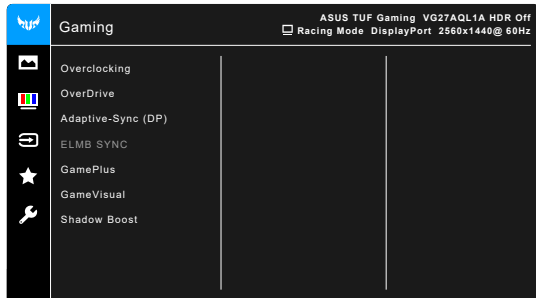 Gaming
ASUS TUF Gaming VG27AQL1A HDR Off
Racing Mode DisplayPort 2560x1440@ 60Hz
Overclocking
OverDrive
Adaptive-Sync (DP)
ELMB SYNC
GamePlus
GameVisual
Shadow Boost